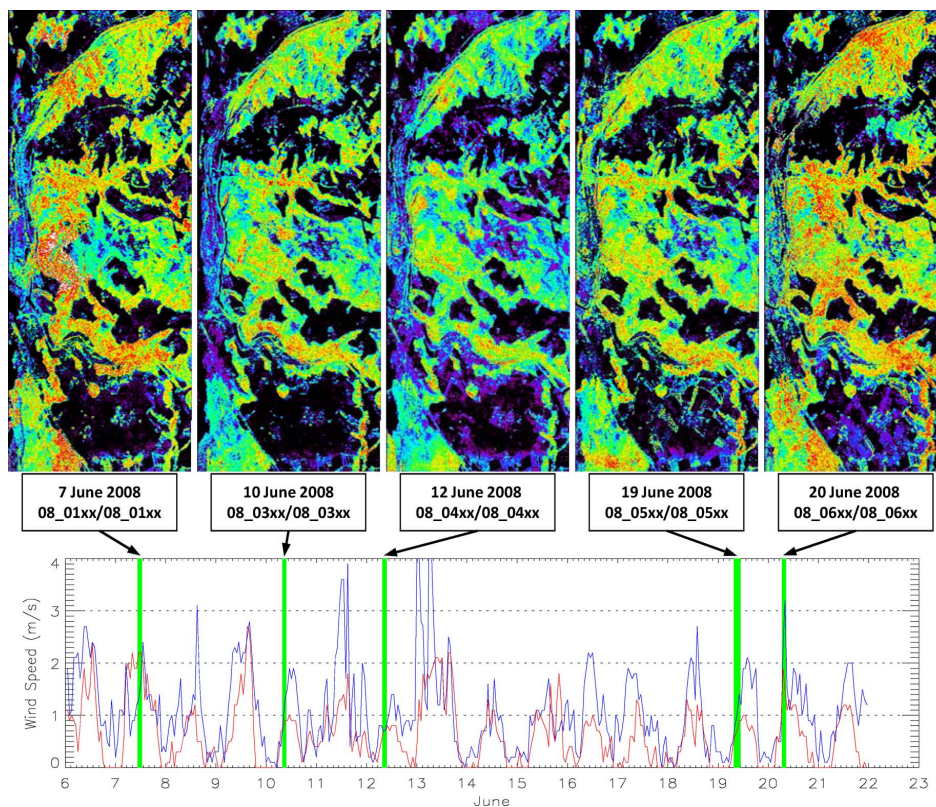 7 June 2008
08_01xx/08_01xx
10 June 2008
08_03xx/08_03xx
12 June 2008
08_04xx/08_04xx
19 June 2008
08_05xx/08_05xx
20 June 2008
08_06xx/08_06xx
4
3
2
1
0
Wind Speed (m/s)
6 7 8 9 10 11 12 13 14 15 16 17 18 19 20 21 22 23
June